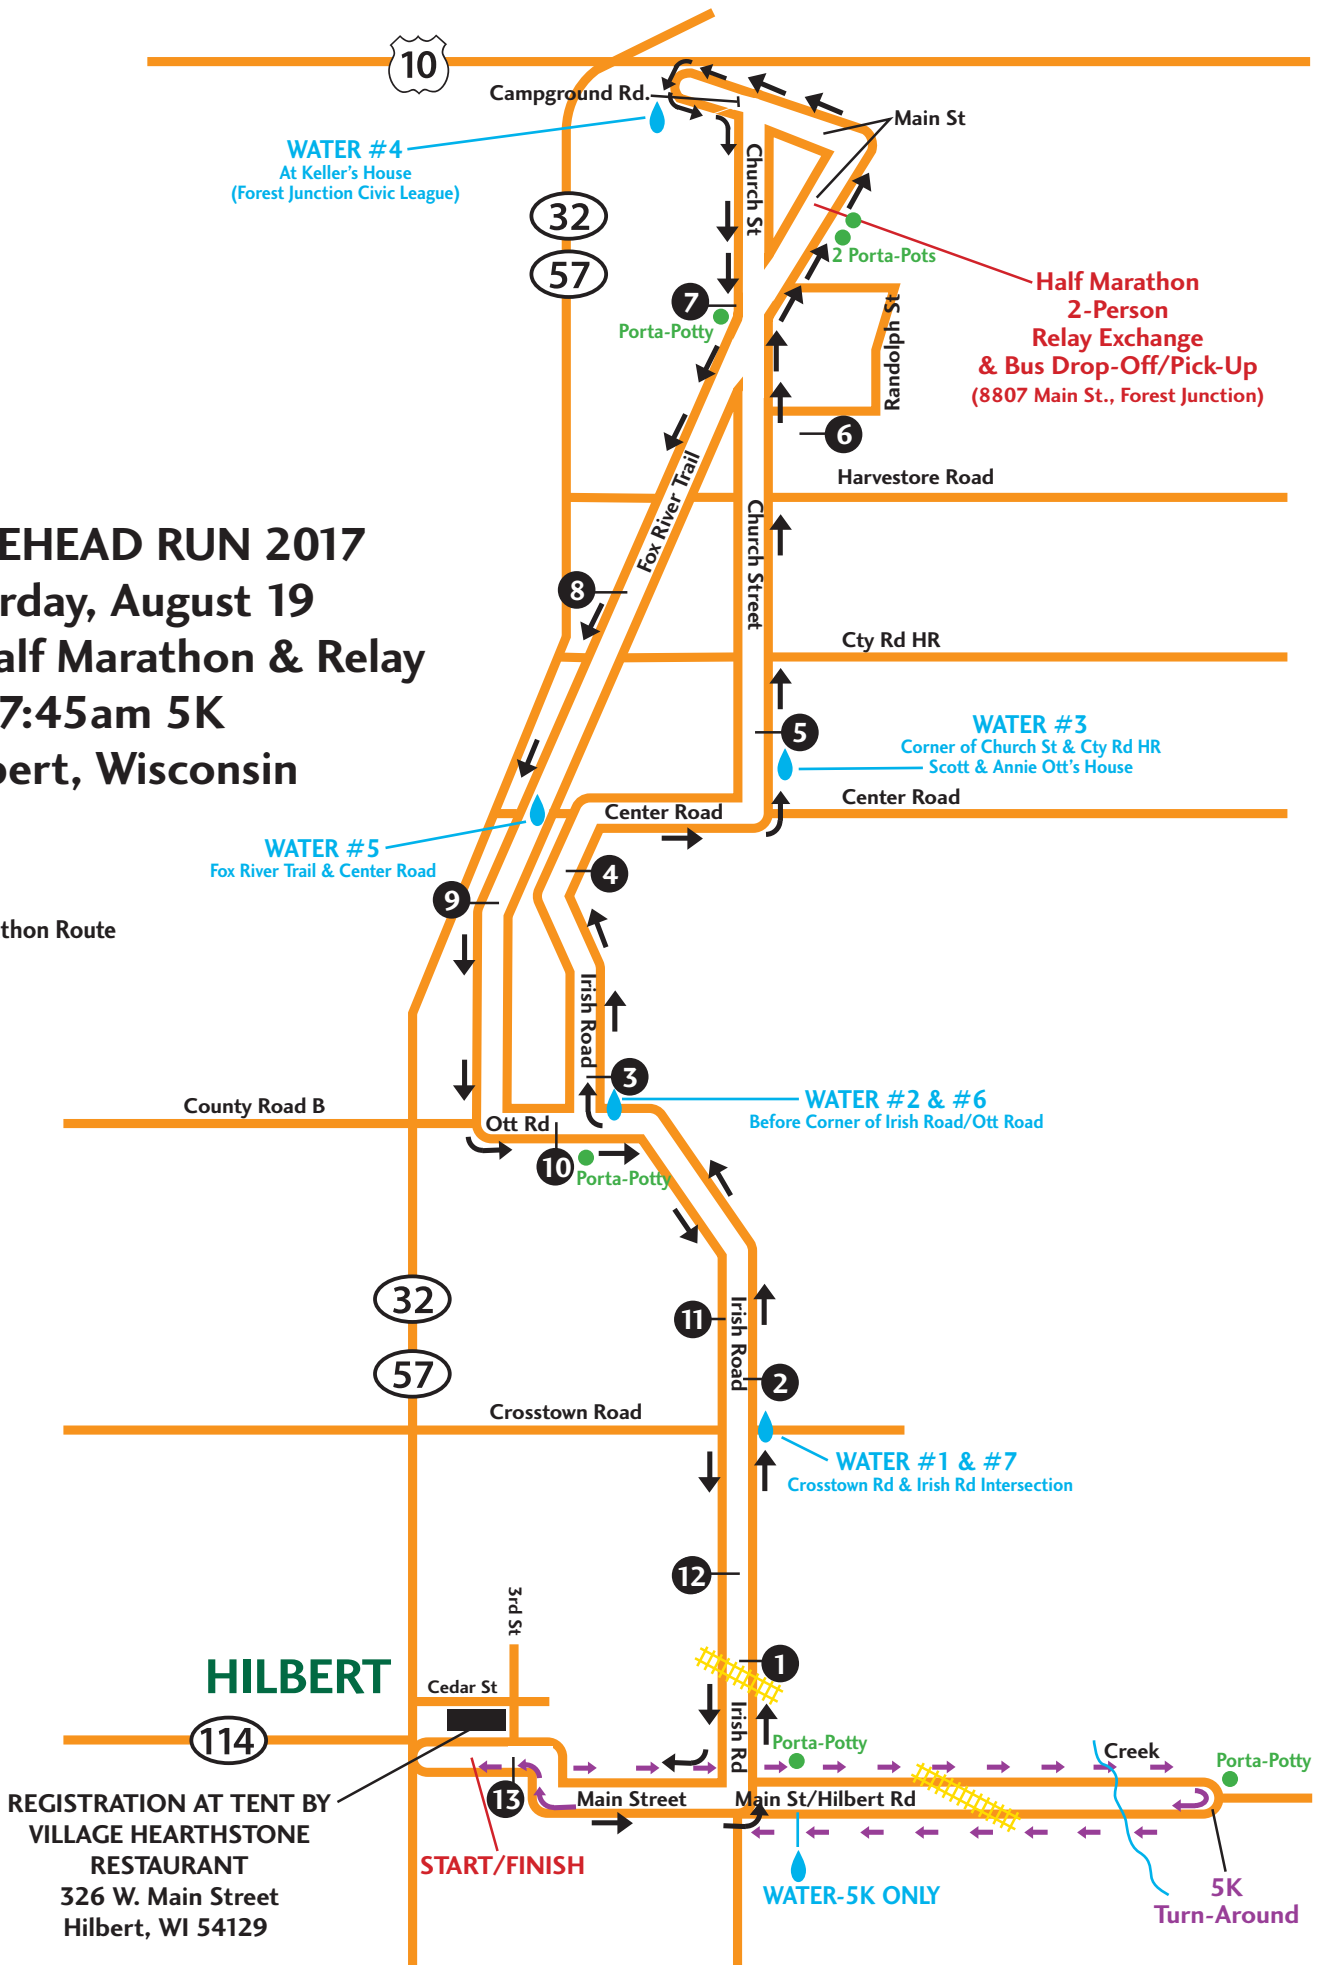 10
Campground Rd.
Main St
WATER #4
At Keller's House
(Forest Junction Civic League)
Church St
32
57
2 Porta-Pots
7
Porta-Potty
Half Marathon
2-Person
Relay Exchange
& Bus Drop-Off/Pick-Up
(8807 Main St., Forest Junction)
Randolph St
6
Harvestore Road
Fox River Trail
Church Street
EHEAD RUN 2017
rday, August 19
alf Marathon & Relay
7:45am 5K
bert, Wisconsin
8
Cty Rd HR
5
WATER #3
Corner of Church St & Cty Rd HR
Scott & Annie Ott's House
Center Road
Center Road
WATER #5
Fox River Trail & Center Road
4
9
thon Route
Irish Road
3
County Road B
Ott Rd
WATER #2 & #6
Before Corner of Irish Road/Ott Road
10
Porta-Potty
32
11
Irish Road
57
2
Crosstown Road
WATER #1 & #7
Crosstown Rd & Irish Rd Intersection
12
3rd St
HILBERT
1
Cedar St
Irish Rd
114
Porta-Potty
Creek
Porta-Potty
13
Main Street
Main St/Hilbert Rd
REGISTRATION AT TENT BY
VILLAGE HEARTHSTONE
RESTAURANT
326 W. Main Street
Hilbert, WI 54129
START/FINISH
WATER-5K ONLY
5K
Turn-Around